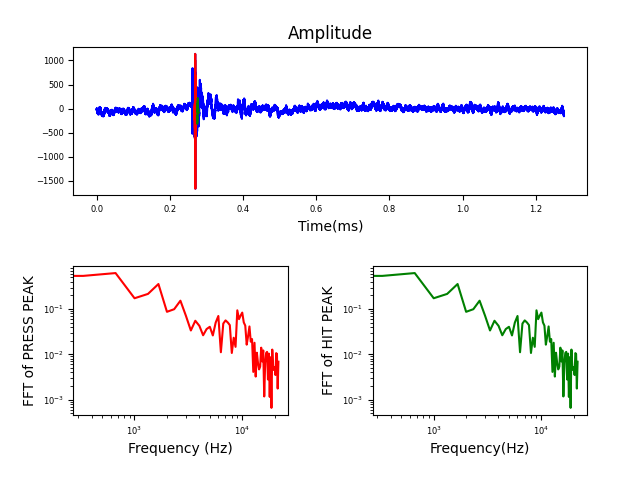 Amplitude
1000
500
0
−500
−1000
−1500
0.0 0.2 0.4 0.6 0.8 1.0 1.2
Time(ms)
FFT of PRESS PEAK
10⁻¹
10⁻²
10⁻³
10³ 10⁴
Frequency (Hz)
FFT of HIT PEAK
10⁻¹
10⁻²
10⁻³
10³ 10⁴
Frequency(Hz)